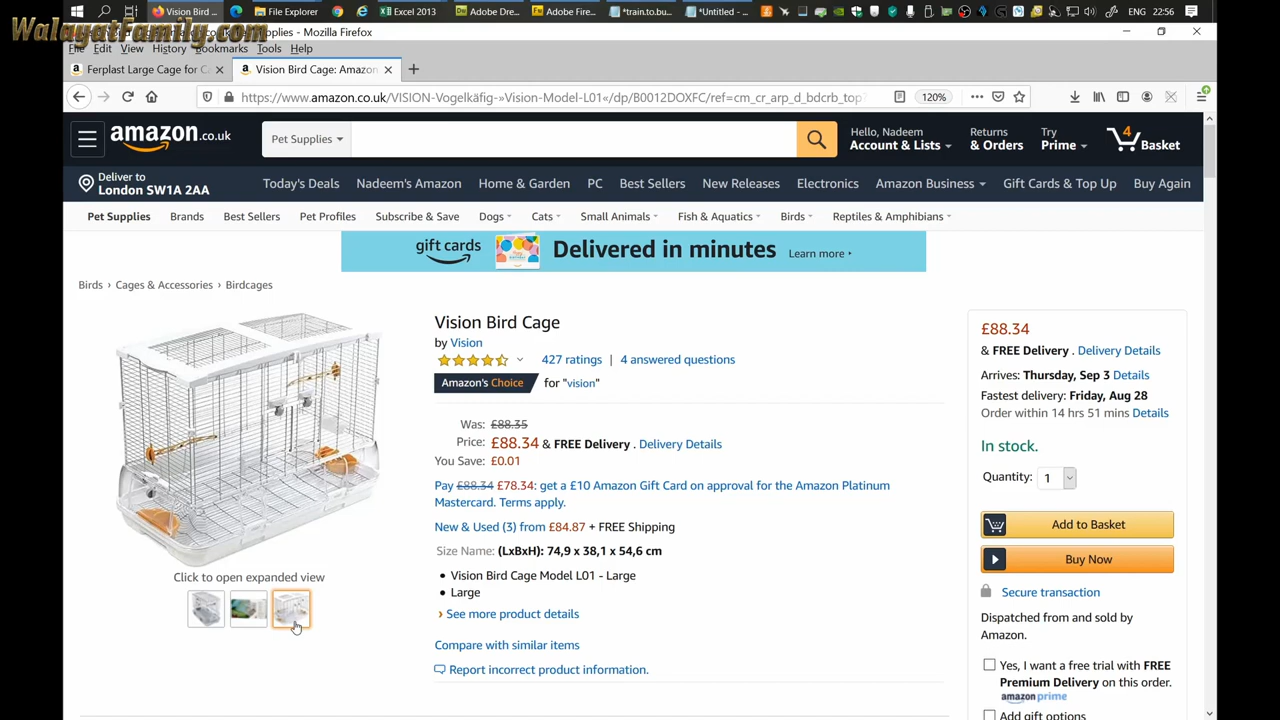 Vision Bird ...
File Explorer
Excel 2013
Adobe Dre...
Adobe Fire...
*train.to.bu...
*Untitled - ...
ENG
22:56
WalayatFamily.com
- Mozilla Firefox
File Edit View History Bookmarks Tools Help
Ferplast Large Cage for C
Vision Bird Cage: Amazon
https://www.amazon.co.uk/VISION-Vogelkäfig-»Vision-Model-L01«/dp/B0012DOXFC/ref=cm_cr_arp_d_bdcrb_top?
120%
amazon.co.uk
Pet Supplies
Hello, Nadeem
Account & Lists
Returns
& Orders
Try
Prime
4
Basket
Deliver to
London SW1A 2AA
Today's Deals Nadeem's Amazon Home & Garden PC Best Sellers New Releases Electronics Amazon Business Gift Cards & Top Up Buy Again
Pet Supplies Brands Best Sellers Pet Profiles Subscribe & Save Dogs Cats Small Animals Fish & Aquatics Birds Reptiles & Amphibians
gift cards
Delivered in minutes
Learn more ›
Birds › Cages & Accessories › Birdcages
Click to open expanded view
Vision Bird Cage
by Vision
427 ratings | 4 answered questions
Amazon's Choice for "vision"
Was: £88.35
Price: £88.34 & FREE Delivery . Delivery Details
You Save: £0.01
Pay £88.34 £78.34: get a £10 Amazon Gift Card on approval for the Amazon Platinum
Mastercard. Terms apply.
New & Used (3) from £84.87 + FREE Shipping
Size Name: (LxBxH): 74,9 x 38,1 x 54,6 cm
• Vision Bird Cage Model L01 - Large
• Large
› See more product details
Compare with similar items
Report incorrect product information.
£88.34
& FREE Delivery . Delivery Details
Arrives: Thursday, Sep 3 Details
Fastest delivery: Friday, Aug 28
Order within 14 hrs 51 mins Details
In stock.
Quantity: 1
Add to Basket
Buy Now
Secure transaction
Dispatched from and sold by
Amazon.
Yes, I want a free trial with FREE
Premium Delivery on this order.
amazon prime
Add gift options